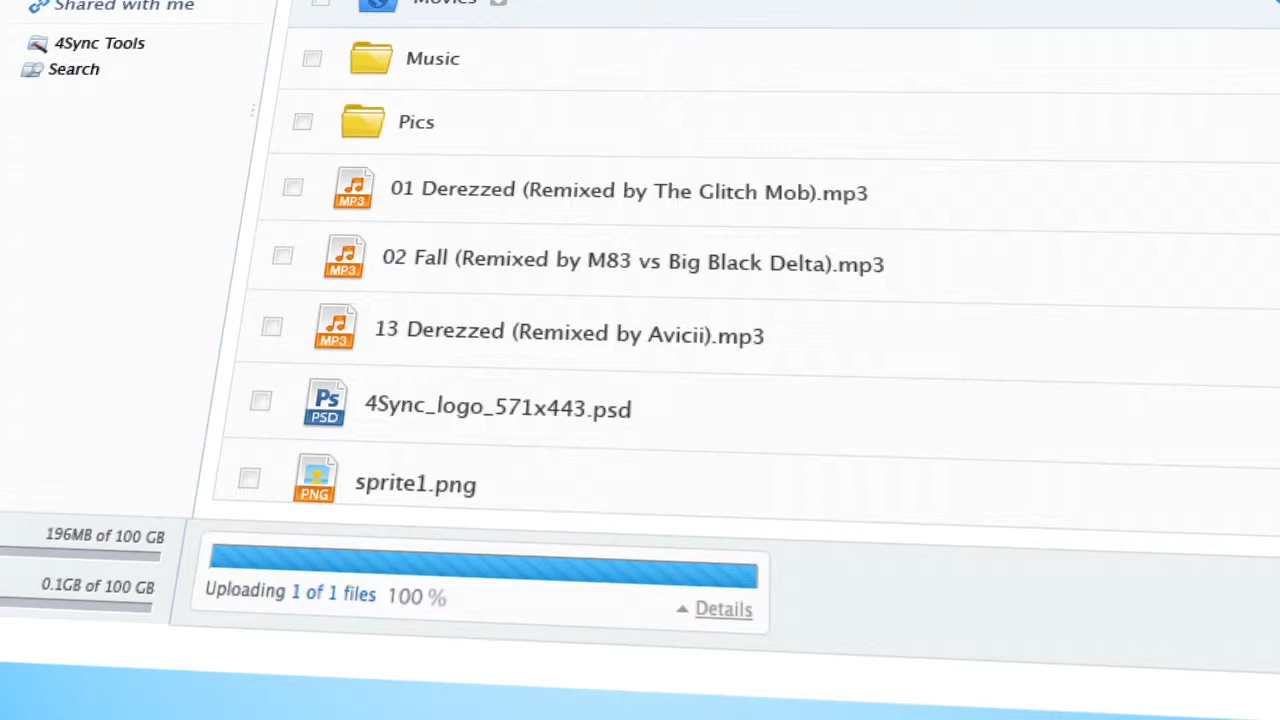 Shared with me
Movies
4Sync Tools
Search
Music
Pics
MP3 01 Derezzed (Remixed by The Glitch Mob).mp3
MP3 02 Fall (Remixed by M83 vs Big Black Delta).mp3
MP3 13 Derezzed (Remixed by Avicii).mp3
Ps PSD 4Sync_logo_571x443.psd
PNG sprite1.png
196MB of 100 GB
0.1GB of 100 GB
Uploading 1 of 1 files 100 %
Details